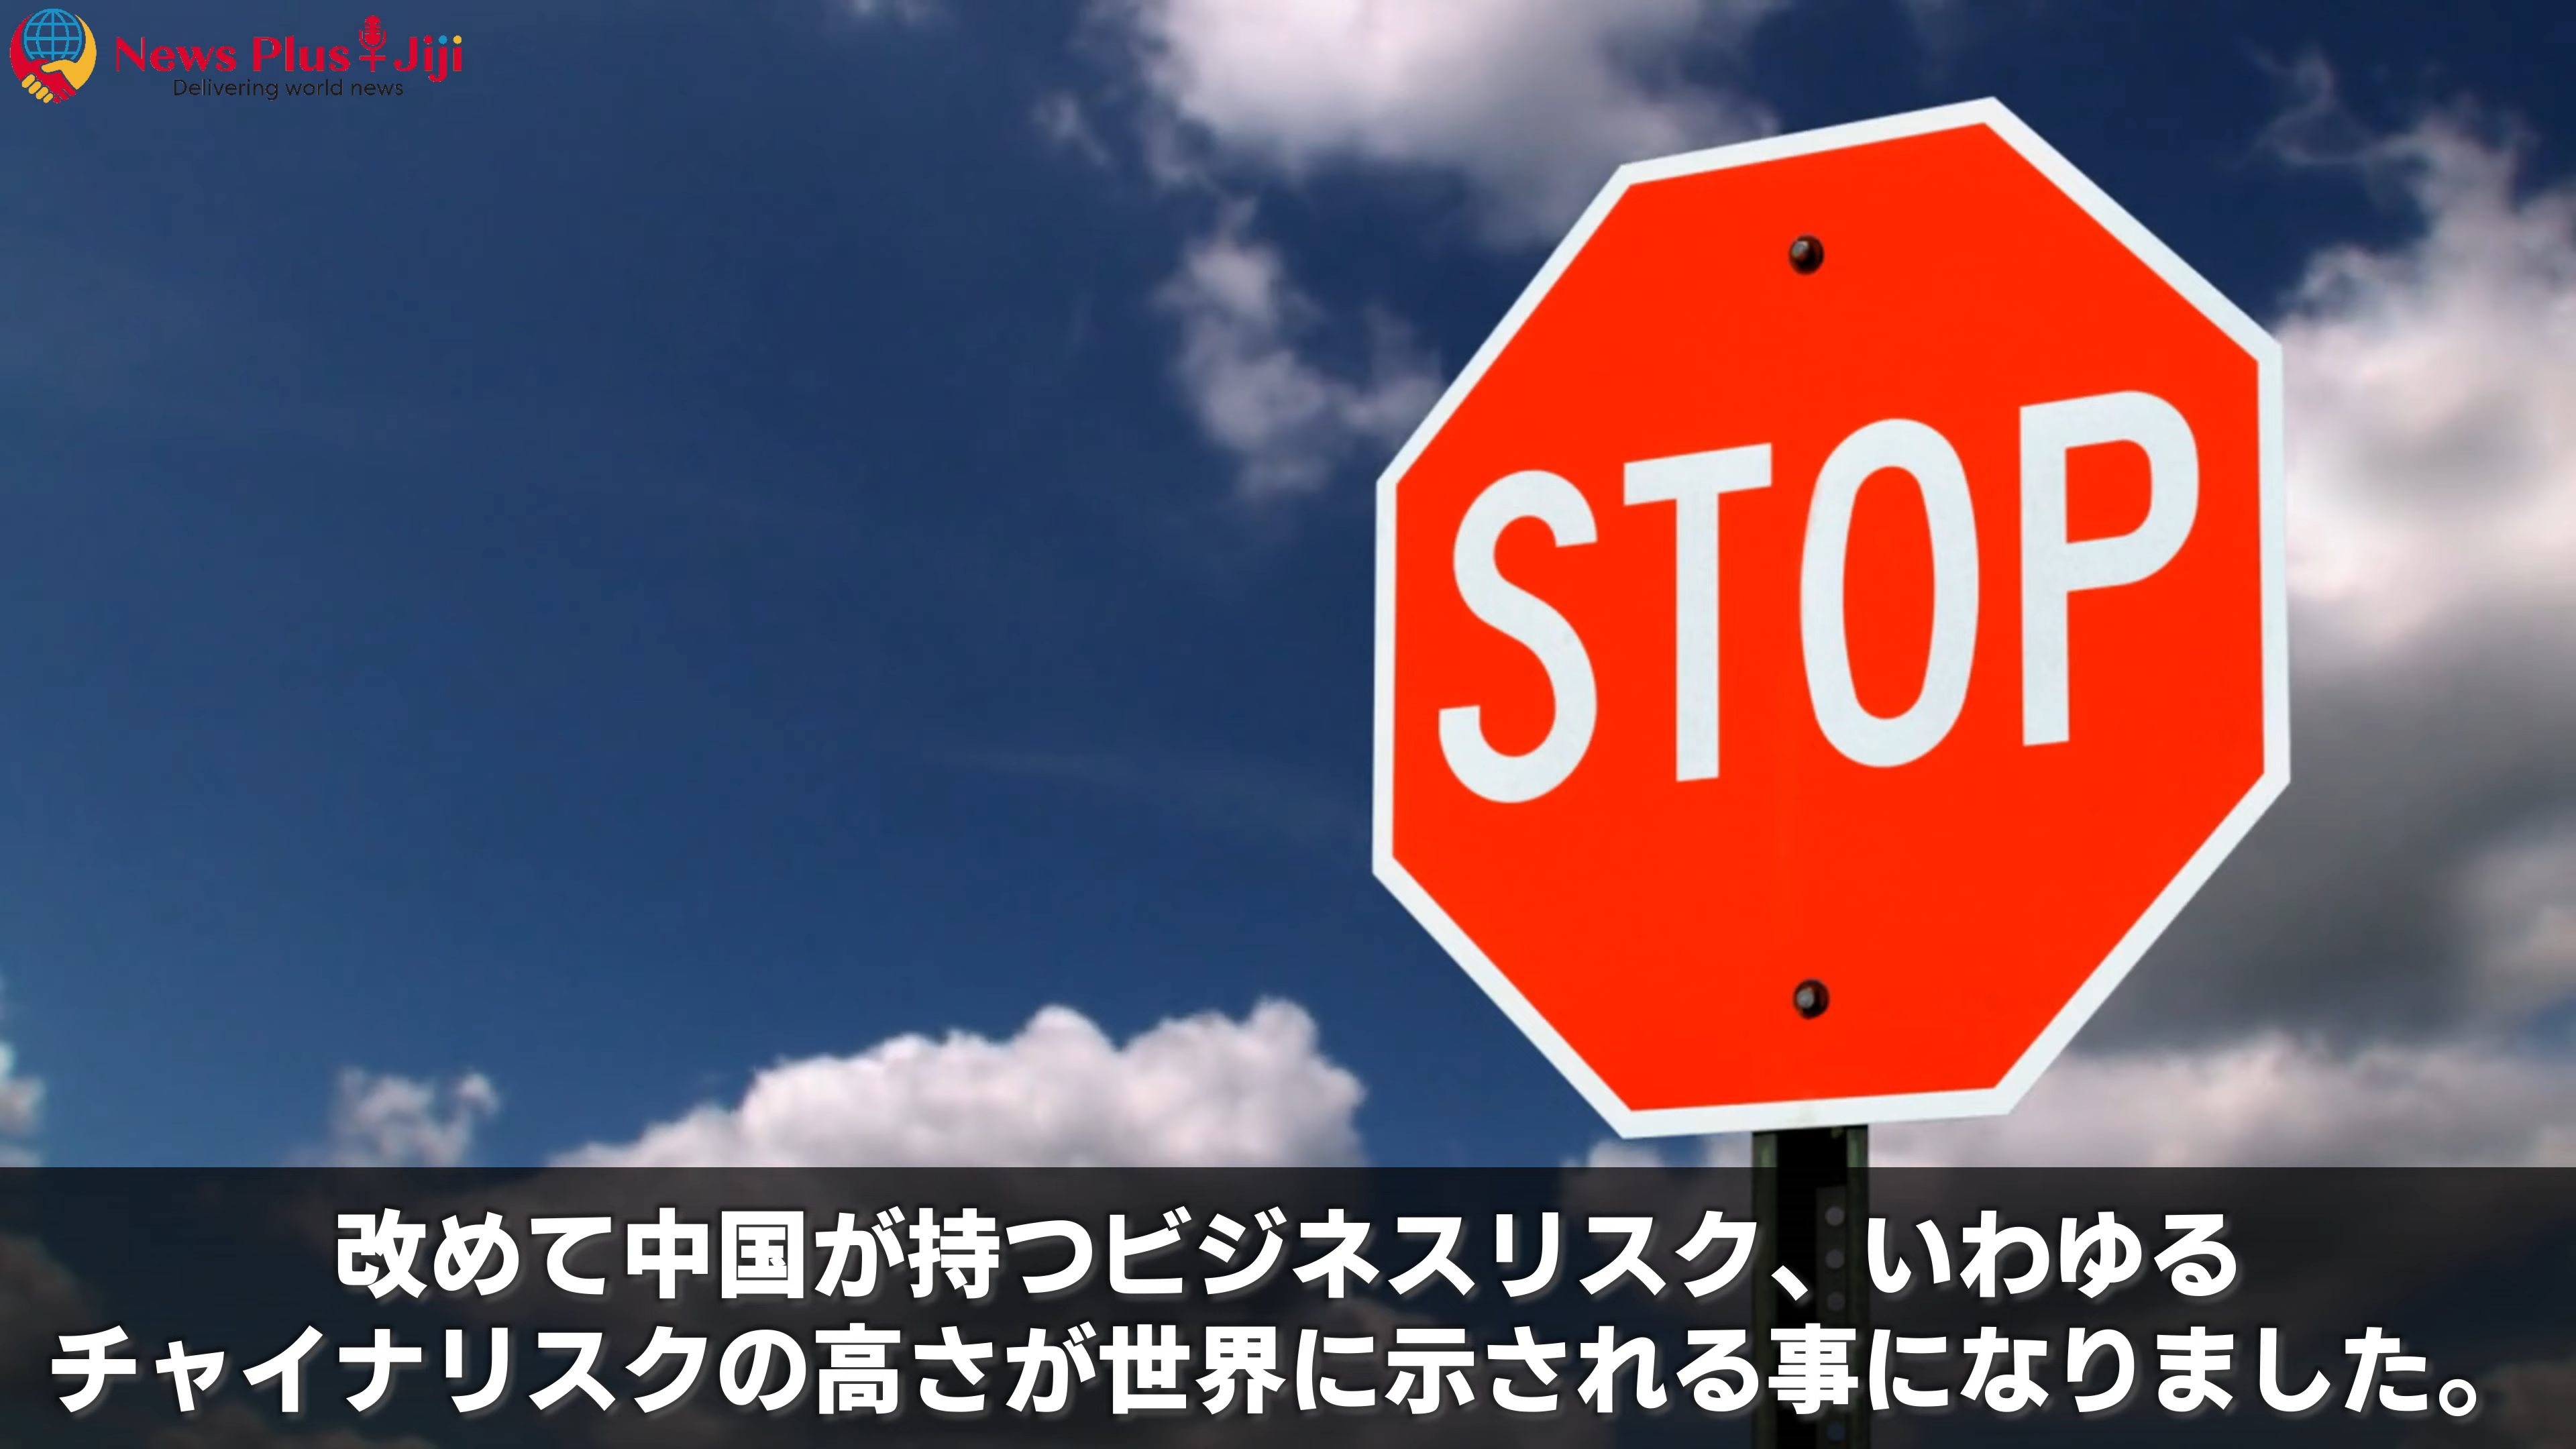 News Plus Jiji
Delivering world news
STOP
改めて中国が持つビジネスリスク、いわゆる
チャイナリスクの高さが世界に示される事になりました。